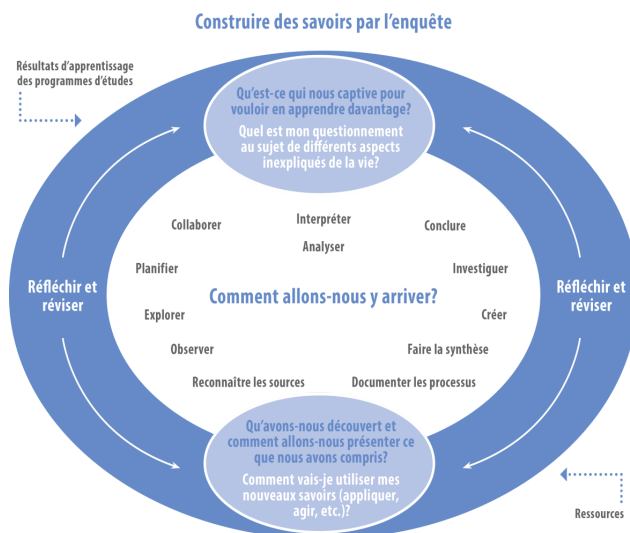 Construire des savoirs par l'enquête
Résultats d'apprentissage
des programmes d'études
Qu'est-ce qui nous captive pour
vouloir en apprendre davantage?
Quel est mon questionnement
au sujet de différents aspects
inexpliqués de la vie?
Collaborer
Interpréter
Conclure
Analyser
Planifier
Investiguer
Réfléchir et
réviser
Comment allons-nous y arriver?
Réfléchir et
réviser
Explorer
Créer
Observer
Faire la synthèse
Reconnaître les sources
Documenter les processus
Qu'avons-nous découvert et
comment allons-nous présenter ce
que nous avons compris?
Comment vais-je utiliser mes
nouveaux savoirs (appliquer,
agir, etc.)?
Ressources